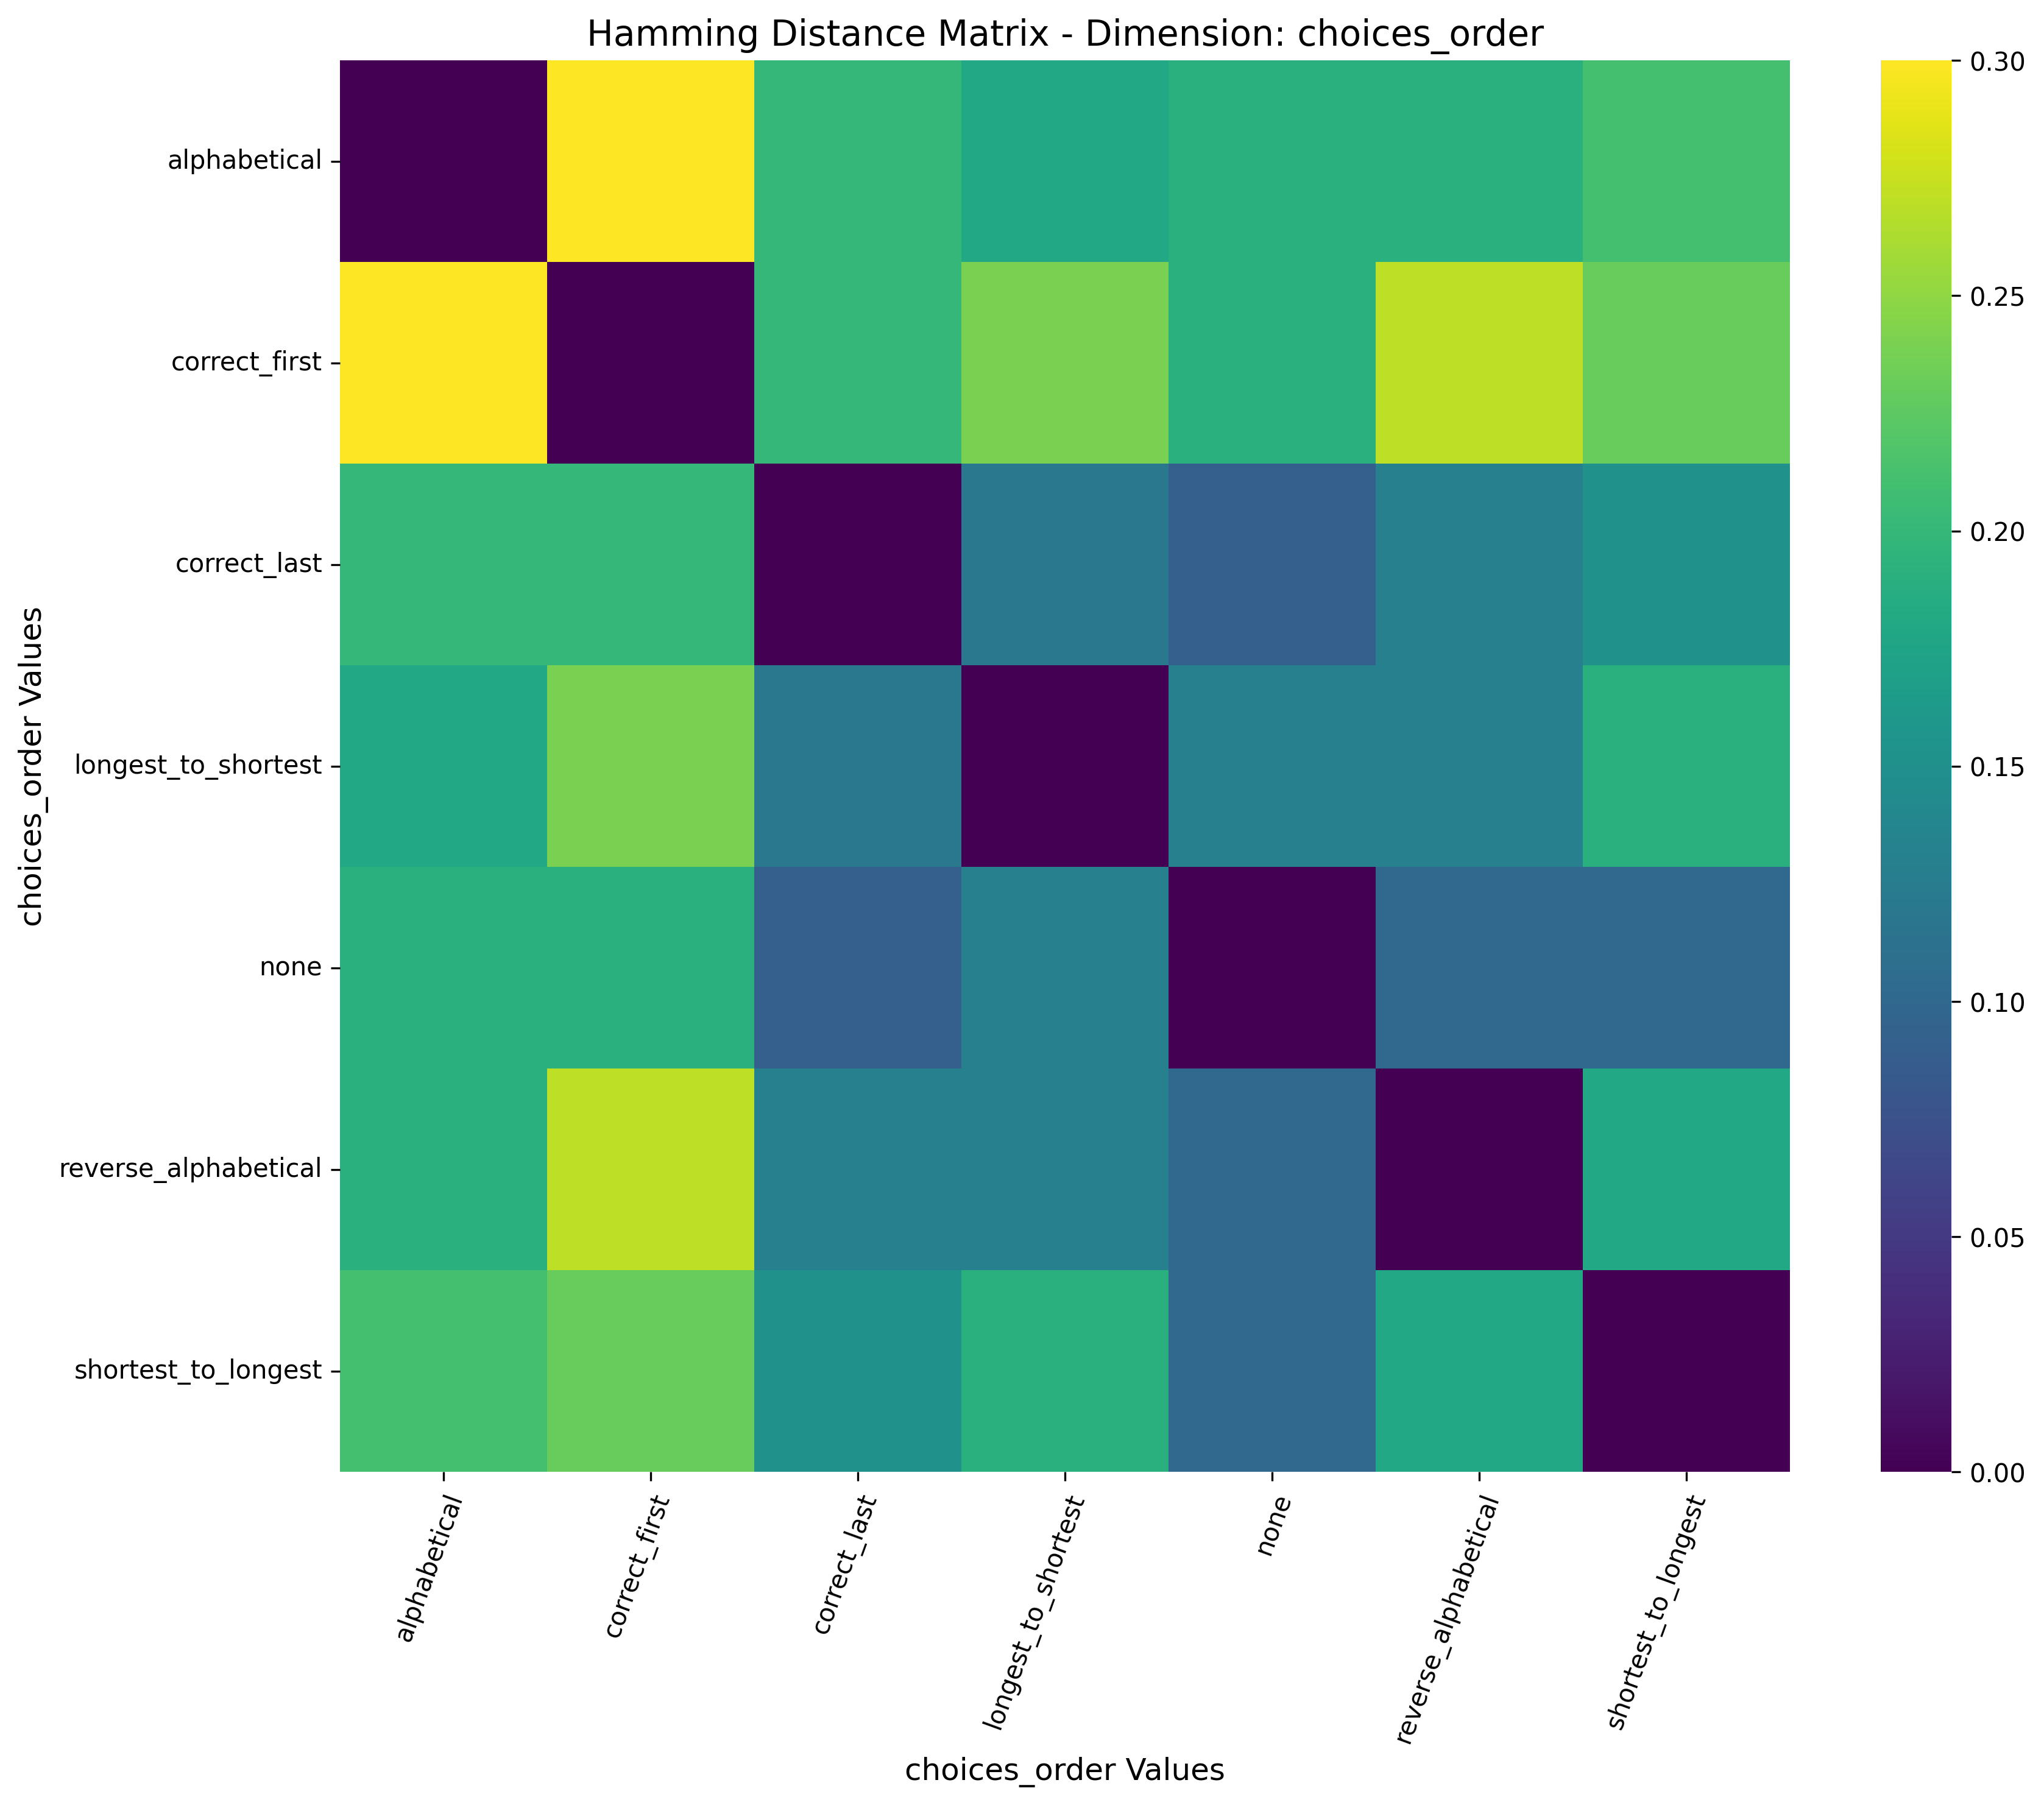 Hamming Distance Matrix - Dimension: choices_order
choices_order Values
alphabetical
correct_first
correct_last
longest_to_shortest
none
reverse_alphabetical
shortest_to_longest
alphabetical
correct_first
correct_last
longest_to_shortest
none
reverse_alphabetical
shortest_to_longest
choices_order Values
0.30
0.25
0.20
0.15
0.10
0.05
0.00